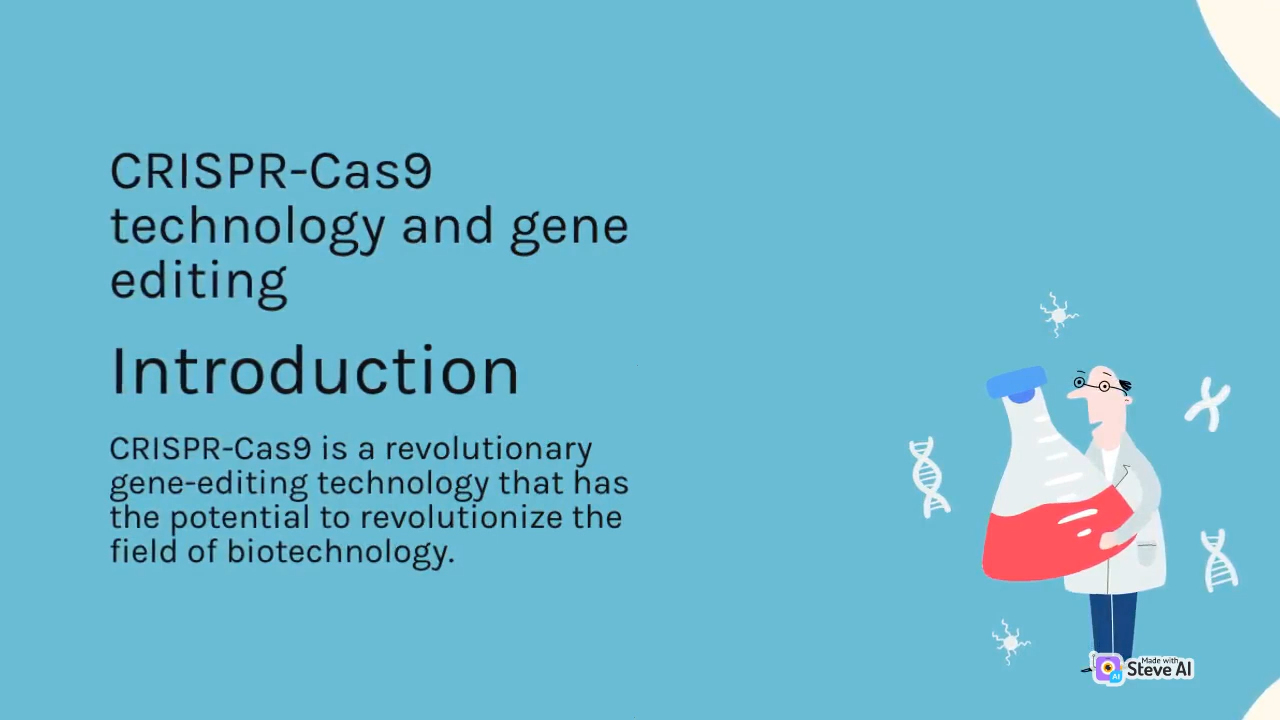 CRISPR-Cas9
technology and gene
editing
Introduction
CRISPR-Cas9 is a revolutionary
gene-editing technology that has
the potential to revolutionize the
field of biotechnology.
Made with
Steve AI
AI